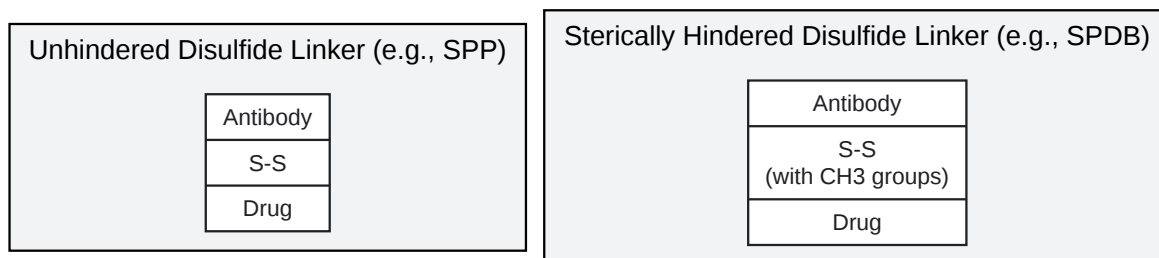 Unhindered Disulfide Linker (e.g., SPP)
Antibody
S-S
Drug
Sterically Hindered Disulfide Linker (e.g., SPDB)
Antibody
S-S
(with CH3 groups)
Drug